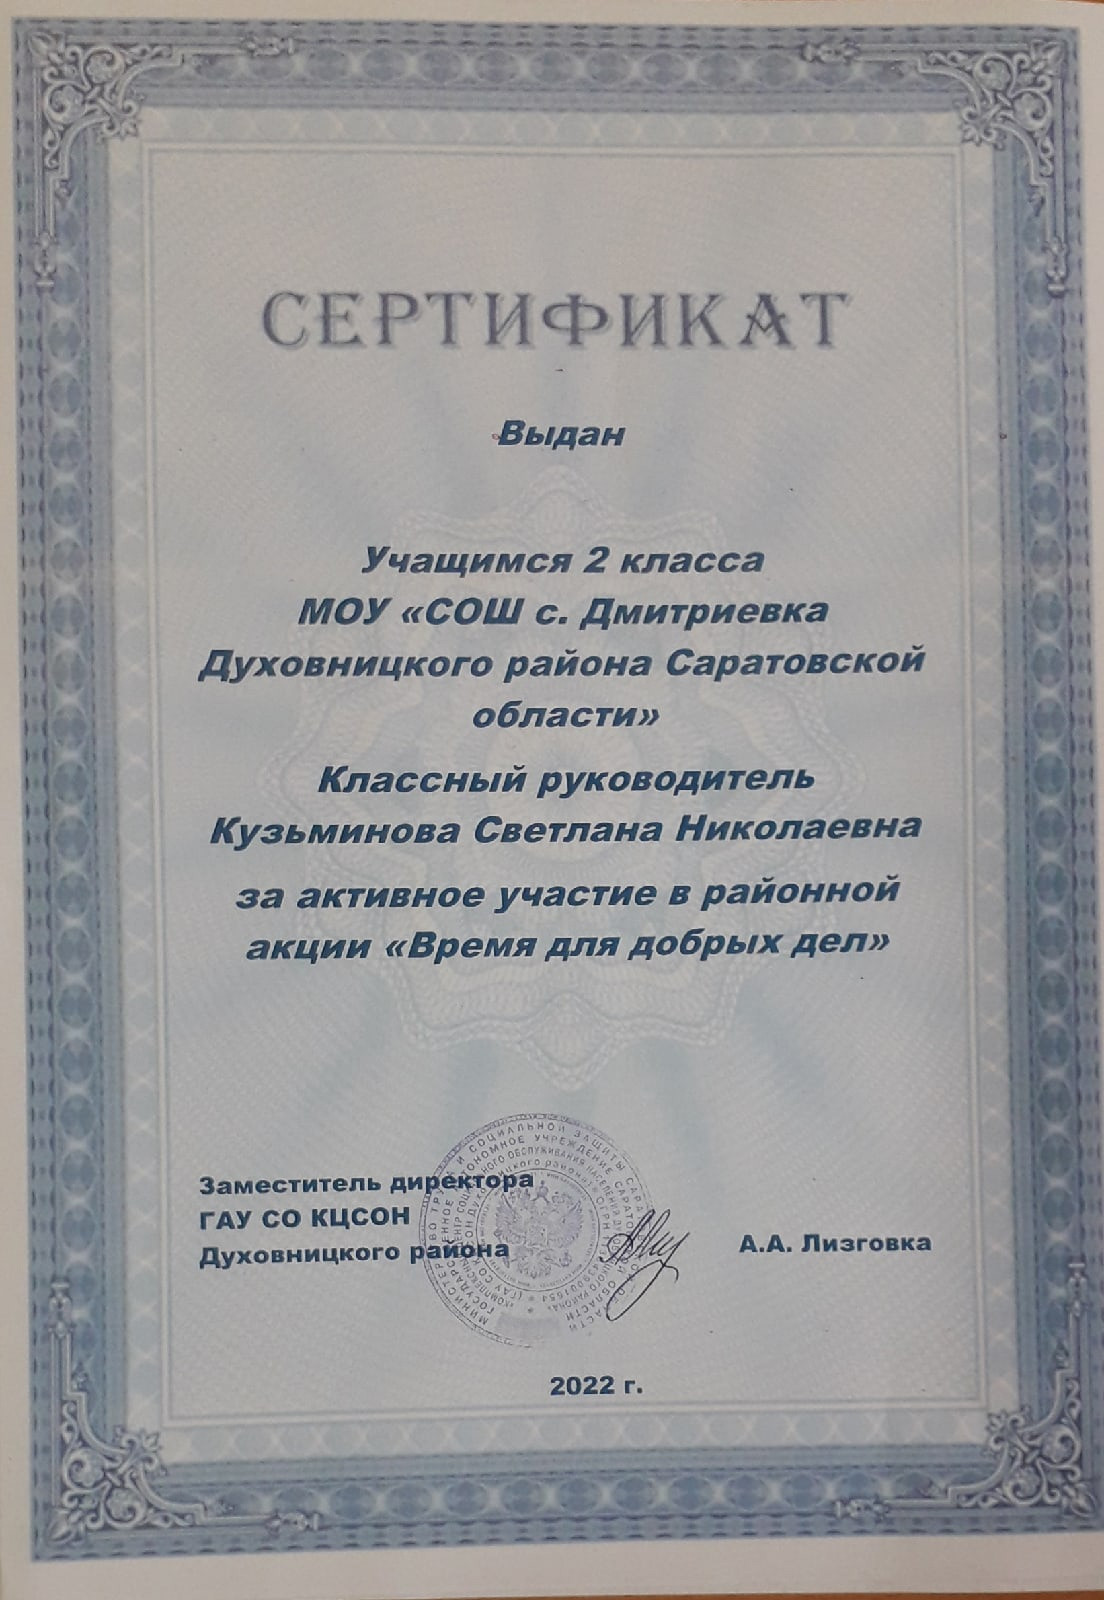 СЕРТИФИКАТ
Выдан
Учащимся 2 класса
МОУ «СОШ с. Дмитриевка
Духовницкого района Саратовской
области»
Классный руководитель
Кузьминова Светлана Николаевна
за активное участие в районной
акции «Время для добрых дел»
Заместитель директора
ГАУ СО КЦСОН
Духовницкого района
А.А. Лизговка
2022 г.